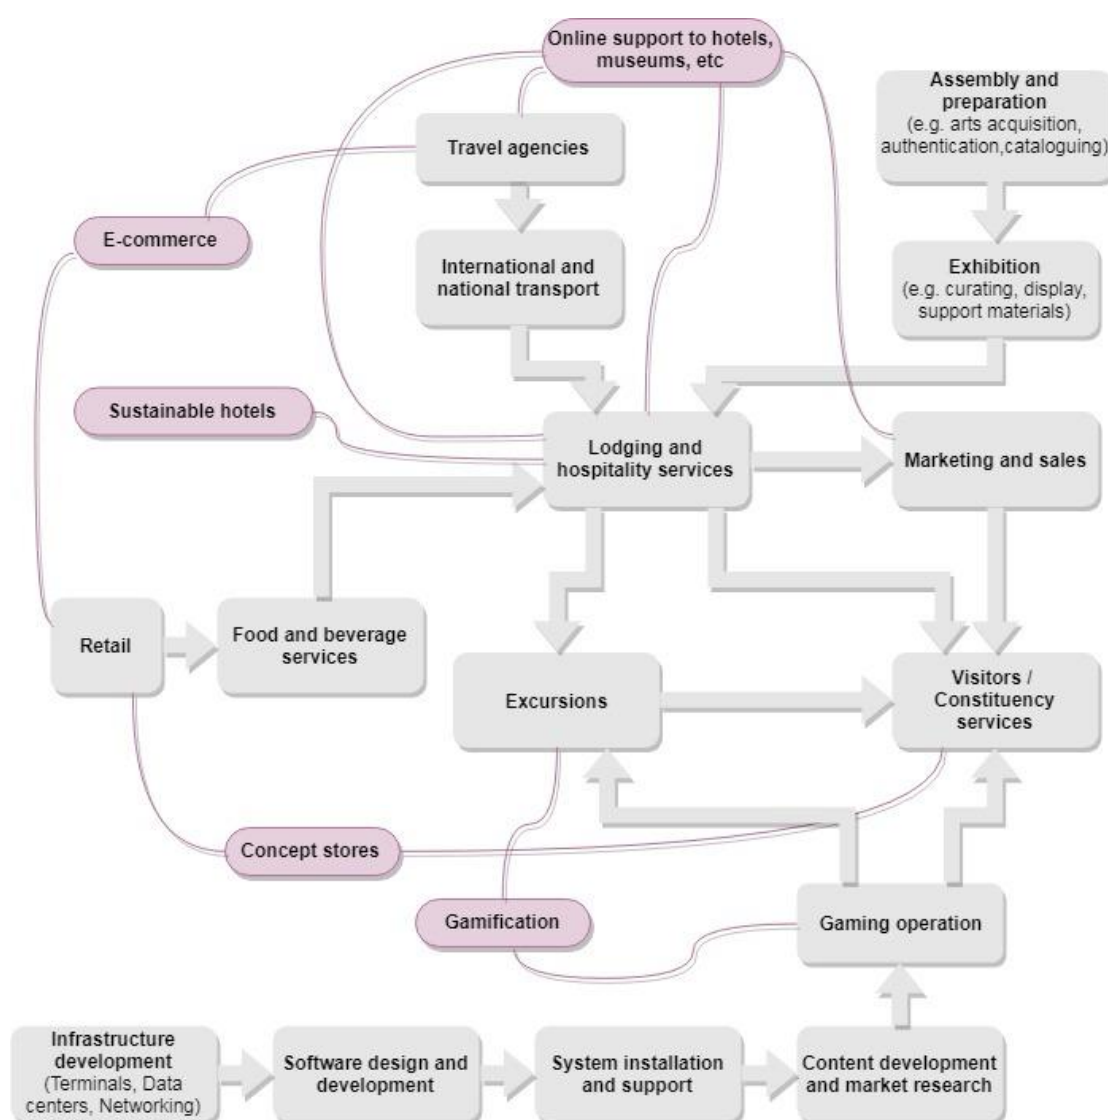 Online support to hotels,
museums, etc
Assembly and
preparation
(e.g. arts acquisition,
authentication,cataloguing)
Travel agencies
E-commerce
International and
national transport
Exhibition
(e.g. curating, display,
support materials)
Sustainable hotels
Lodging and
hospitality services
Marketing and sales
Retail
Food and beverage
services
Excursions
Visitors /
Constituency
services
Concept stores
Gamification
Gaming operation
Infrastructure
development
(Terminals, Data
centers, Networking)
Software design and
development
System installation
and support
Content development
and market research